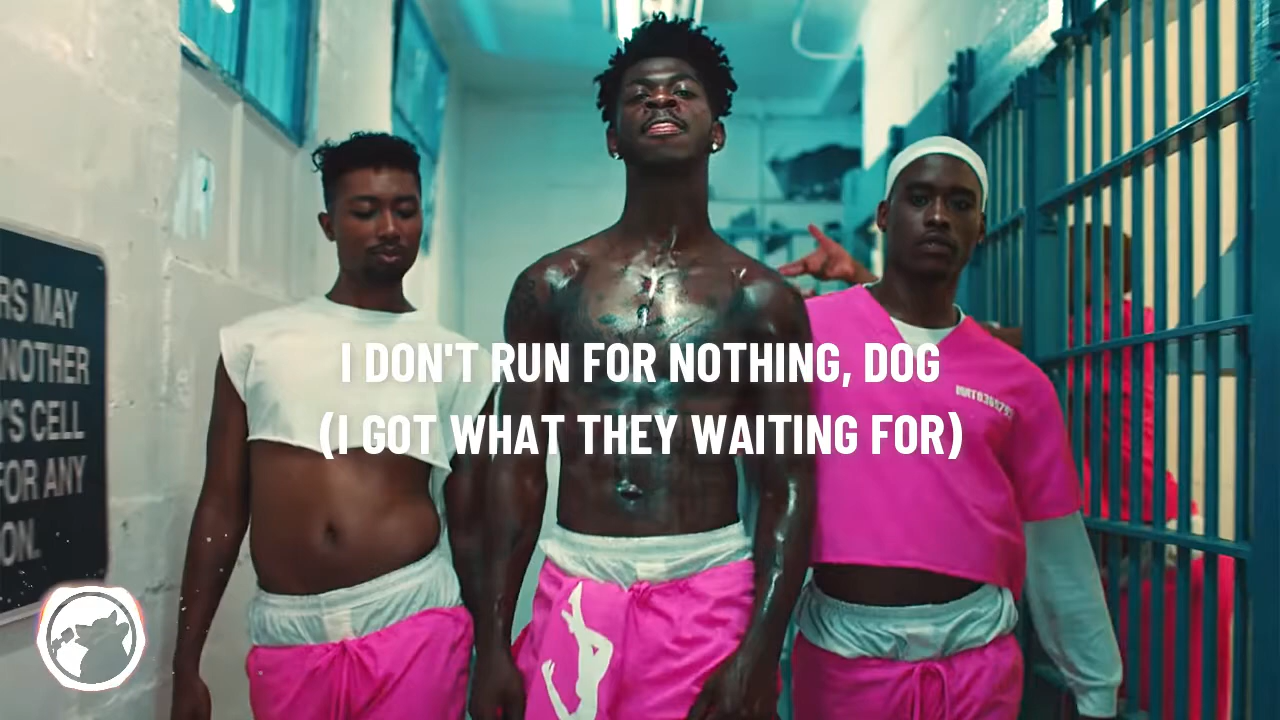 RS MAY
NOTHER
'S CELL
FOR ANY
ON.
I DON'T RUN FOR NOTHING, DOG
(I GOT WHAT THEY WAITING FOR)